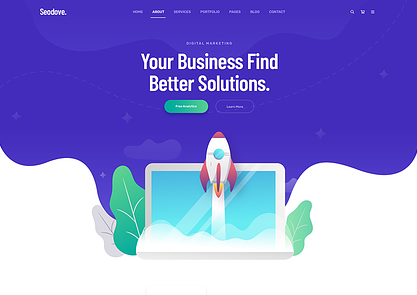 Seodove.
HOME ABOUT SERVICES PORTFOLIO PAGES BLOG CONTACT
DIGITAL MARKETING
Your Business Find
Better Solutions.
Free Analytics Learn More